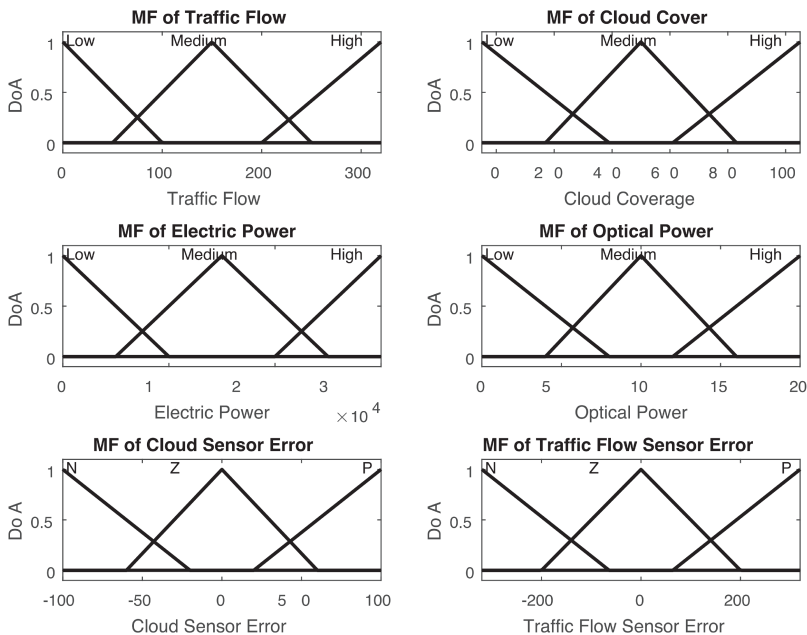 MF of Traffic Flow
Low Medium High
1
DoA
0.5
0
0 100 200 300
Traffic Flow
MF of Cloud Cover
Low Medium High
1
DoA
0.5
0
0 2 0 4 0 6 0 8 0 100
Cloud Coverage
MF of Electric Power
Low Medium High
1
DoA
0.5
0
0 1 2 3
Electric Power × 10 4
MF of Optical Power
Low Medium High
1
DoA
0.5
0
0 5 10 15 20
Optical Power
MF of Cloud Sensor Error
N Z P
1
Do A
0.5
0
-100 -50 0 5 0 100
Cloud Sensor Error
MF of Traffic Flow Sensor Error
N Z P
1
Do A
0.5
0
-200 0 200
Traffic Flow Sensor Error